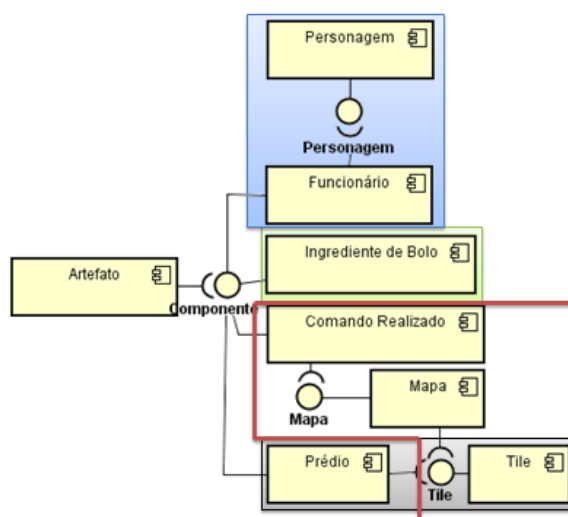 Personagem
Personagem
Funcionário
Ingrediente de Bolo
Artefato
Componente
Comando Realizado
Mapa
Mapa
Prédio
Tile
Tile